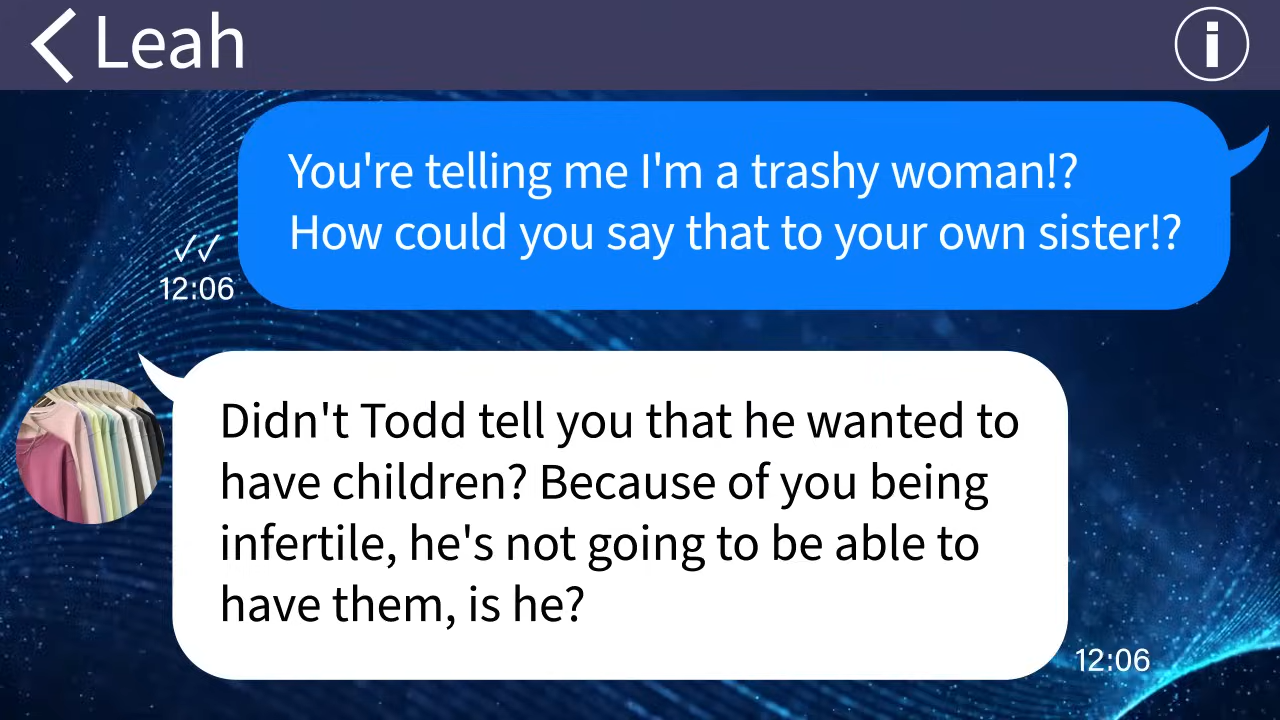 Leah
You're telling me I'm a trashy woman!?
How could you say that to your own sister!?
12:06
Didn't Todd tell you that he wanted to
have children? Because of you being
infertile, he's not going to be able to
have them, is he?
12:06